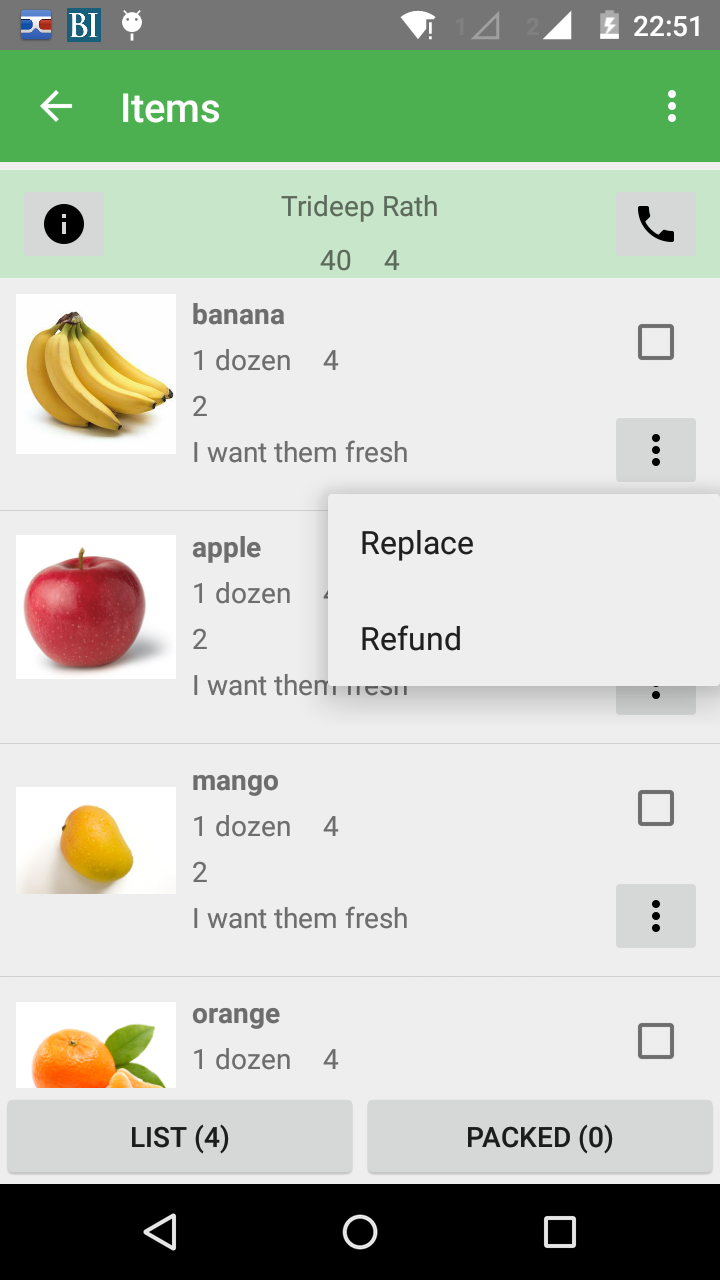 BI
1
2
22:51
Items
Trideep Rath
40 4
banana
1 dozen 4
2
I want them fresh
Replace
Refund
apple
1 dozen
2
I want them fresh
mango
1 dozen 4
2
I want them fresh
orange
1 dozen 4
LIST (4)
PACKED (0)